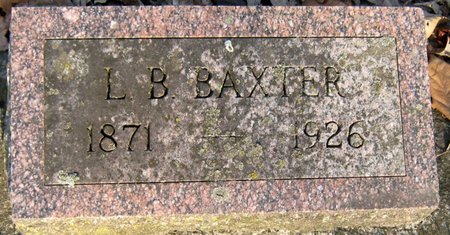 L. B. BAXTER
1871 — 1926